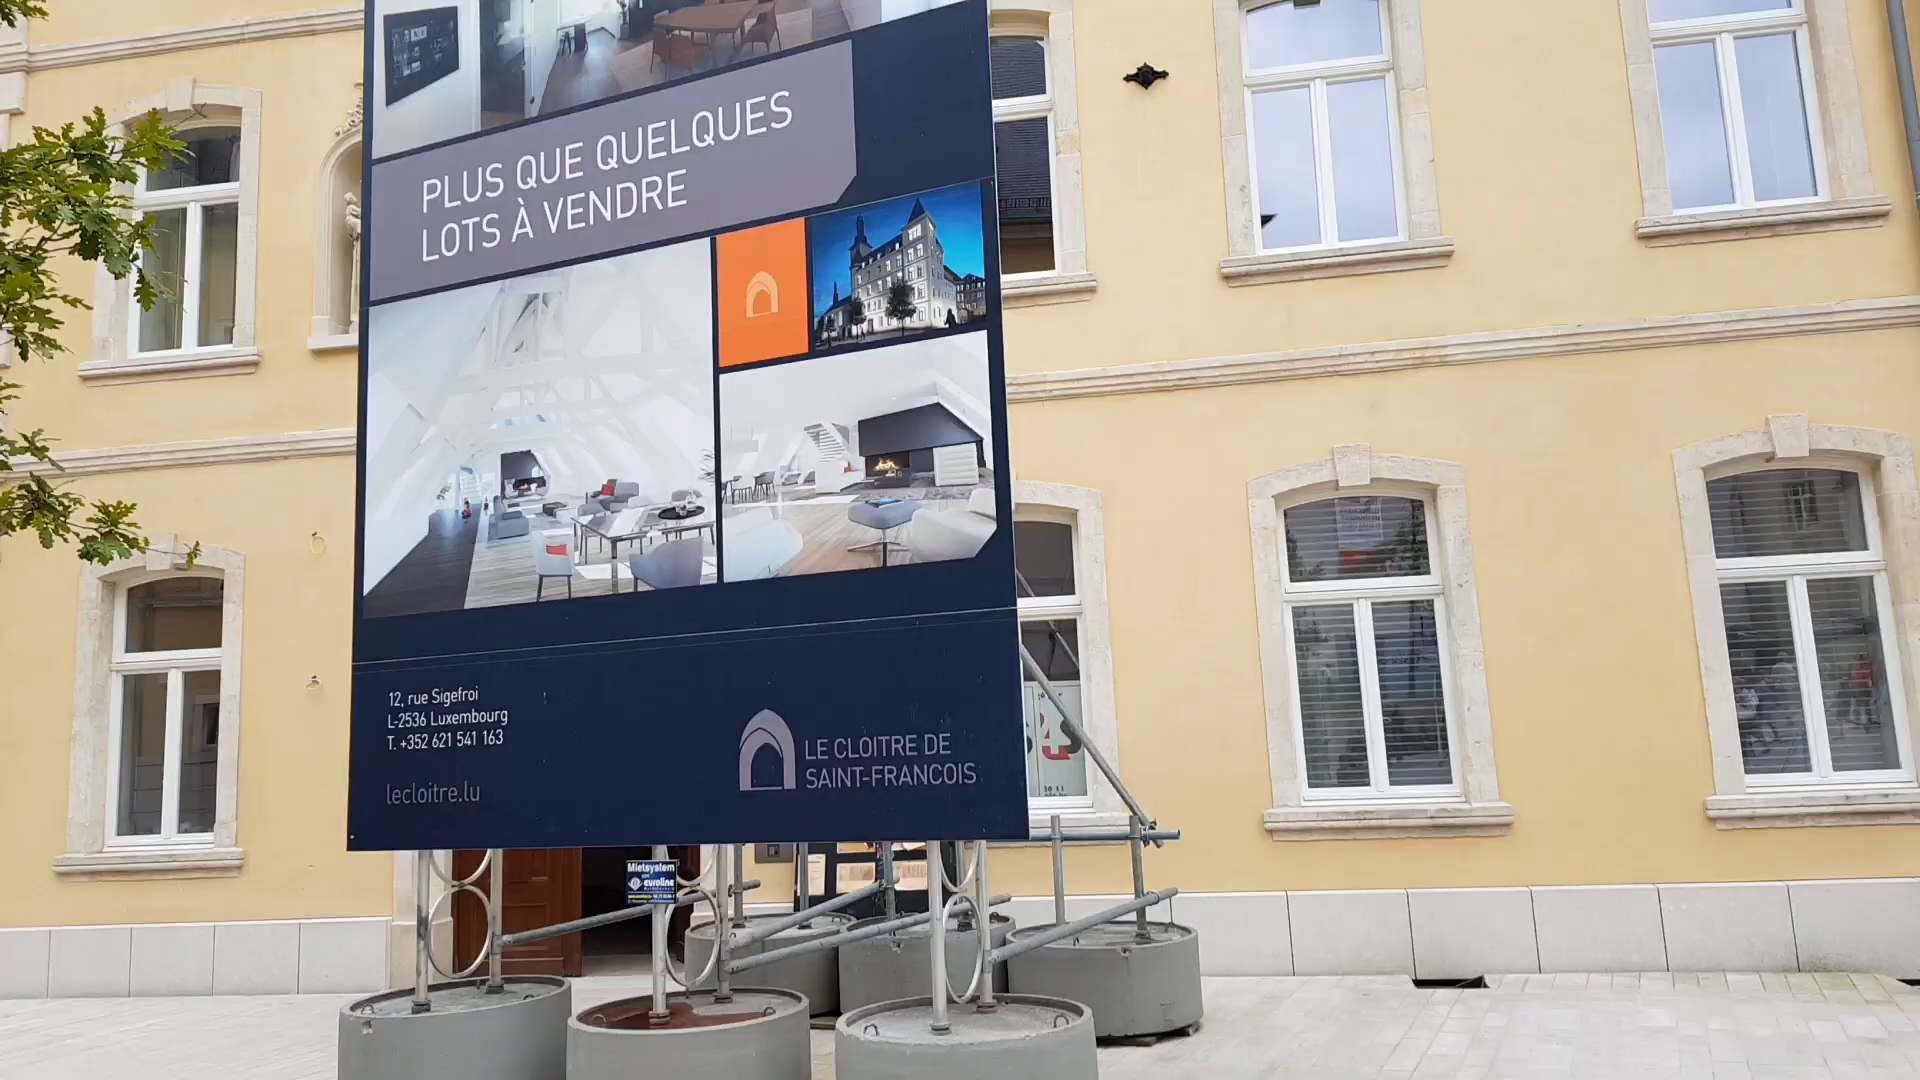 PLUS QUE QUELQUES
LOTS À VENDRE
12, rue Sigefroi
L-2536 Luxembourg
T. +352 621 541 163
lecloitre.lu
LE CLOITRE DE
SAINT-FRANCOIS
Mietsystem
euroline